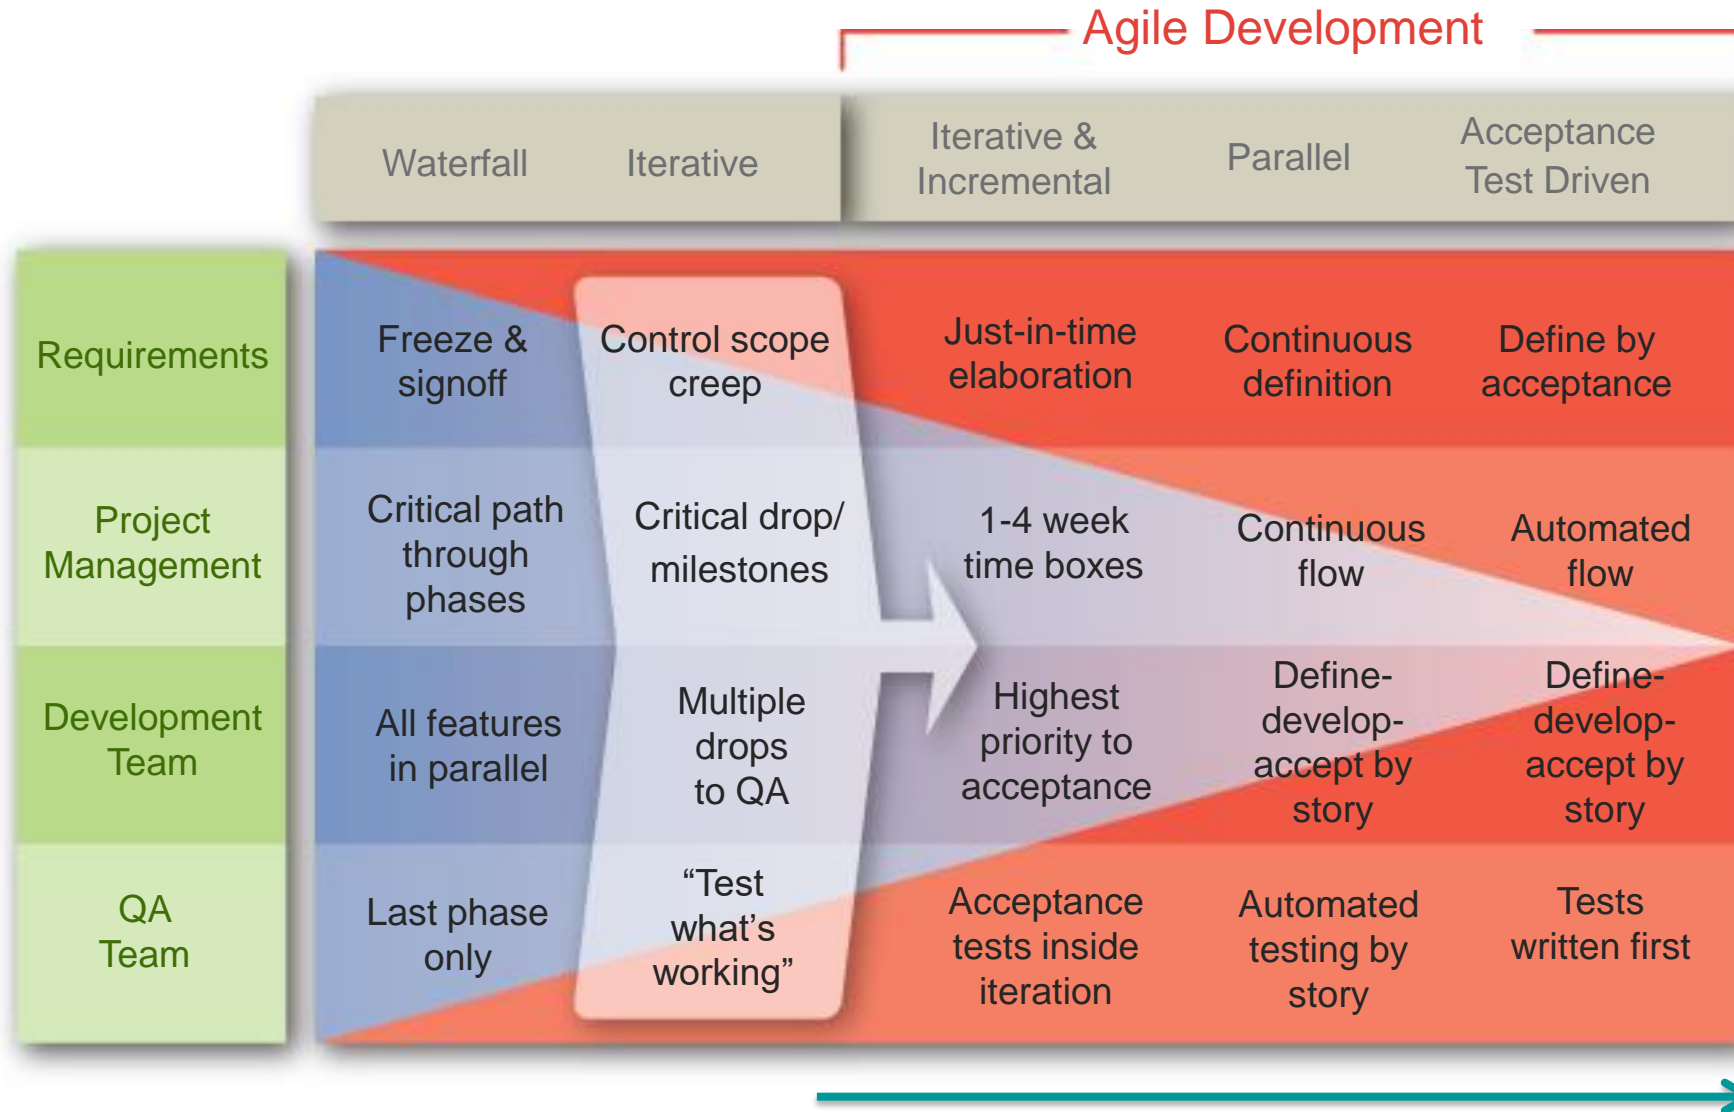 Agile Development
Waterfall
Iterative
Iterative &
Incremental
Parallel
Acceptance
Test Driven
Requirements
Freeze &
signoff
Control scope
creep
Just-in-time
elaboration
Continuous
definition
Define by
acceptance
Project
Management
Critical path
through
phases
Critical drop/
milestones
1-4 week
time boxes
Continuous
flow
Automated
flow
Development
Team
All features
in parallel
Multiple
drops
to QA
Highest
priority to
acceptance
Define-
develop-
accept by
story
Define-
develop-
accept by
story
QA
Team
Last phase
only
“Test
what’s
working”
Acceptance
tests inside
iteration
Automated
testing by
story
Tests
written first